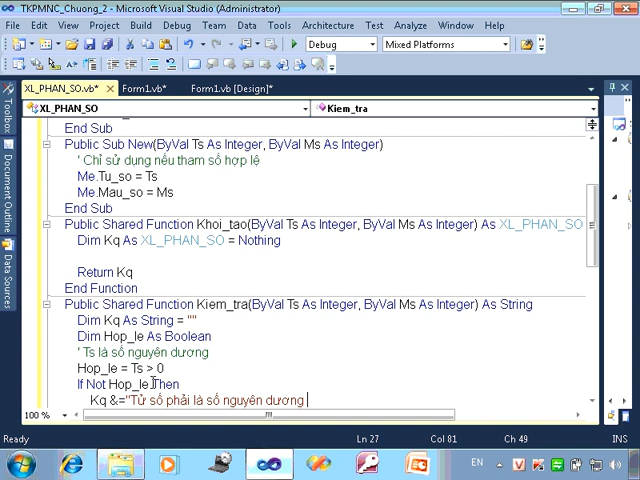 TKPMNC_Chuong_2 - Microsoft Visual Studio (Administrator)
File Edit View Project Build Debug Team Data Tools Architecture Test Analyze Window Help
Debug Mixed Platforms
XL_PHAN_SO.vb* Form1.vb* Form1.vb [Design]*
XL_PHAN_SO Kiem_tra
Toolbox
Document Outline
Data Sources
End Sub
Public Sub New(ByVal Ts As Integer, ByVal Ms As Integer)
' Chỉ sử dụng nếu tham số hợp lệ
Me.Tu_so = Ts
Me.Mau_so = Ms
End Sub
Public Shared Function Khoi_tao(ByVal Ts As Integer, ByVal Ms As Integer) As XL_PHAN_SO
Dim Kq As XL_PHAN_SO = Nothing
Return Kq
End Function
Public Shared Function Kiem_tra(ByVal Ts As Integer, ByVal Ms As Integer) As String
Dim Kq As String = ""
Dim Hop_le As Boolean
' Ts là số nguyên dương
Hop_le = Ts > 0
If Not Hop_le Then
Kq &="Tử số phải là số nguyên dương
100 %
Ready Ln 27 Col 81 Ch 49 INS
EN